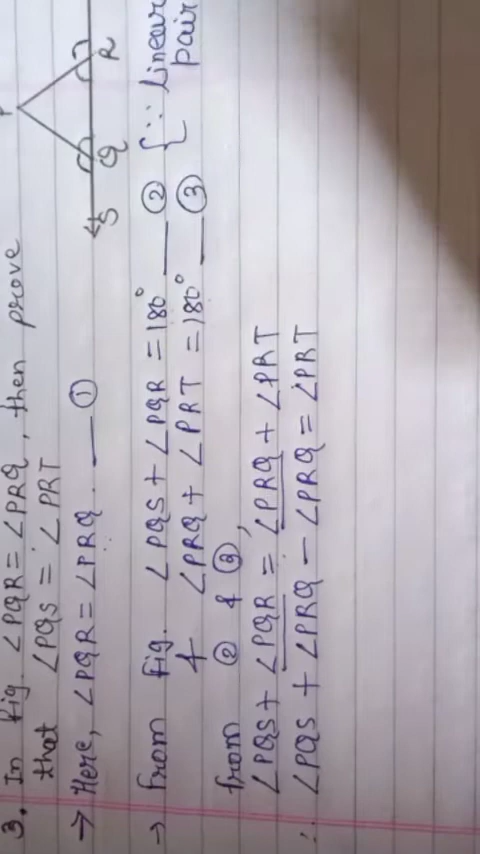 3. In Fig. ∠PQR = ∠PRQ, then prove
that ∠PQS = ∠PRT
→ Here, ∠PQR = ∠PRQ. — ①
→ from fig. ∠PQS + ∠PQR = 180° — ② { ∵ Linear
& ∠PRQ + ∠PRT = 180° — ③ pair
from ② & ③,
∠PQS + ∠PQR = ∠PRQ + ∠PRT
∴ ∠PQS + ∠PRQ − ∠PRQ = ∠PRT
S Q R